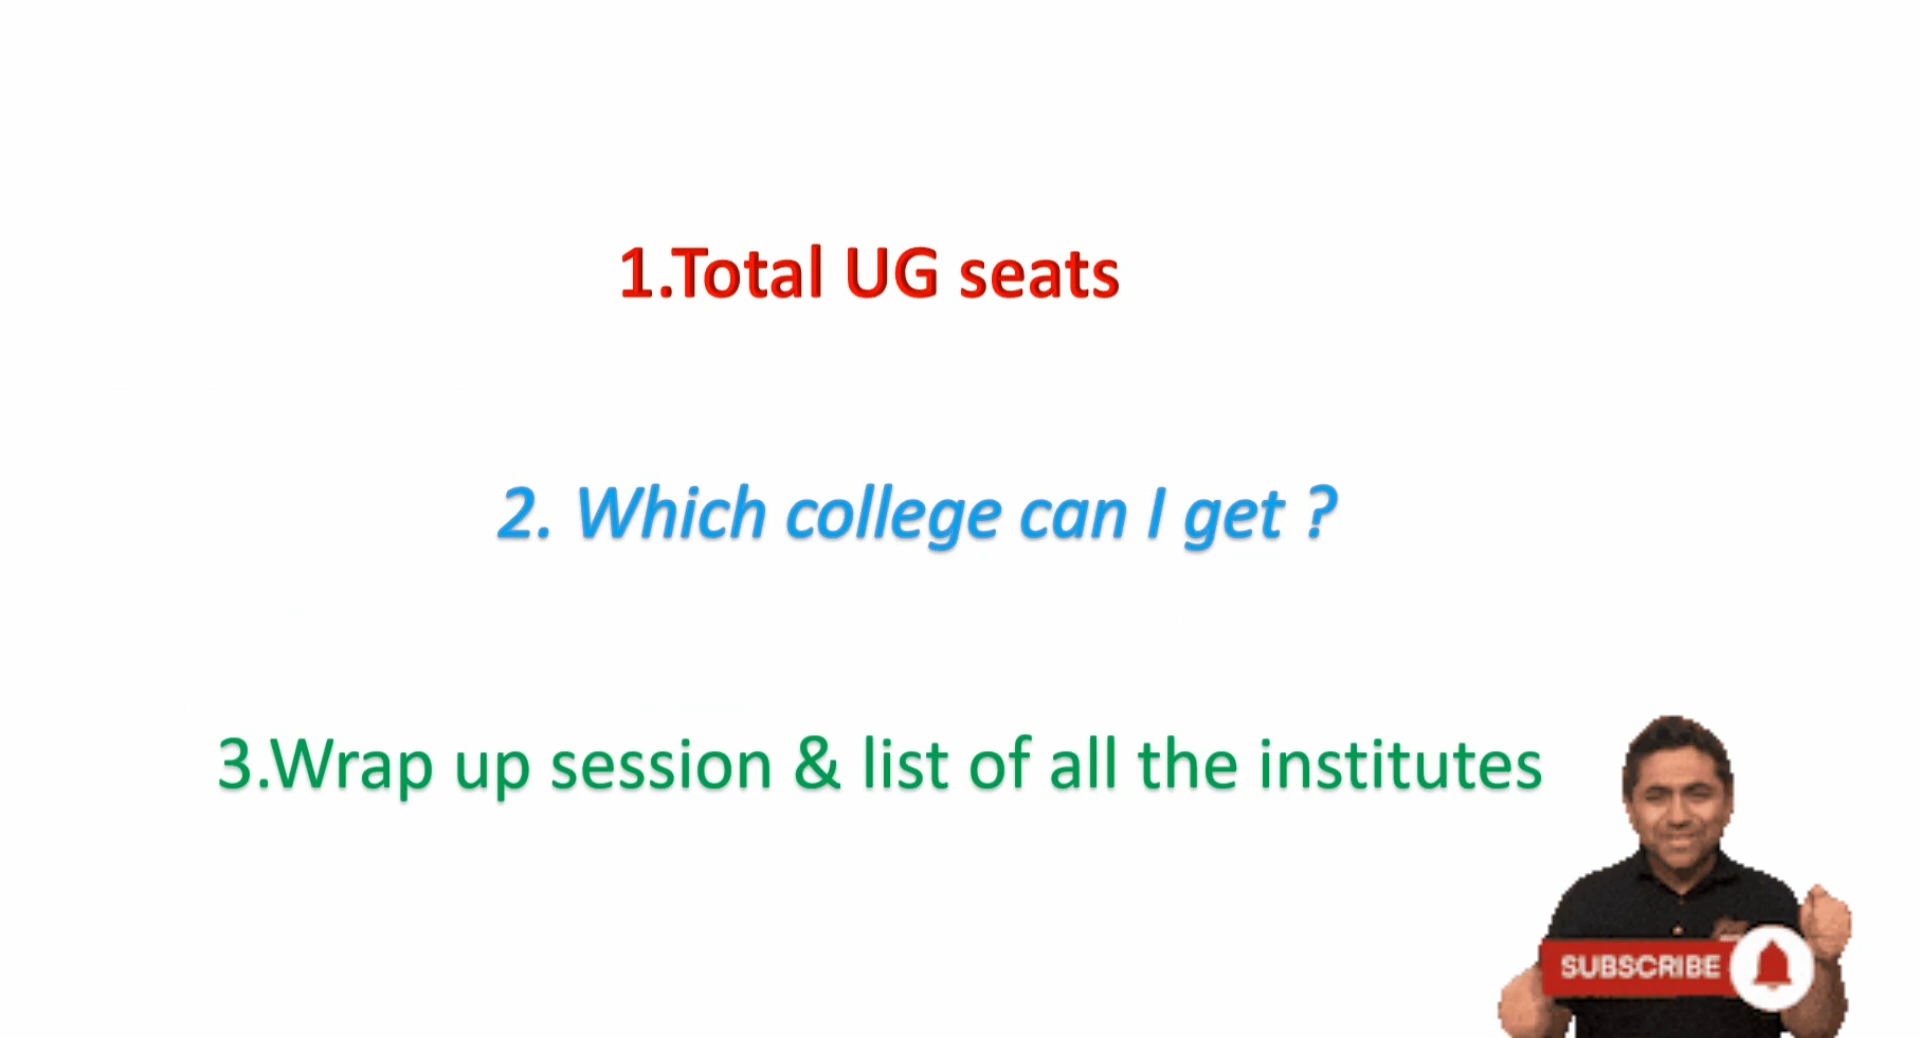 1.Total UG seats
2. Which college can I get ?
3.Wrap up session & list of all the institutes
SUBSCRIBE